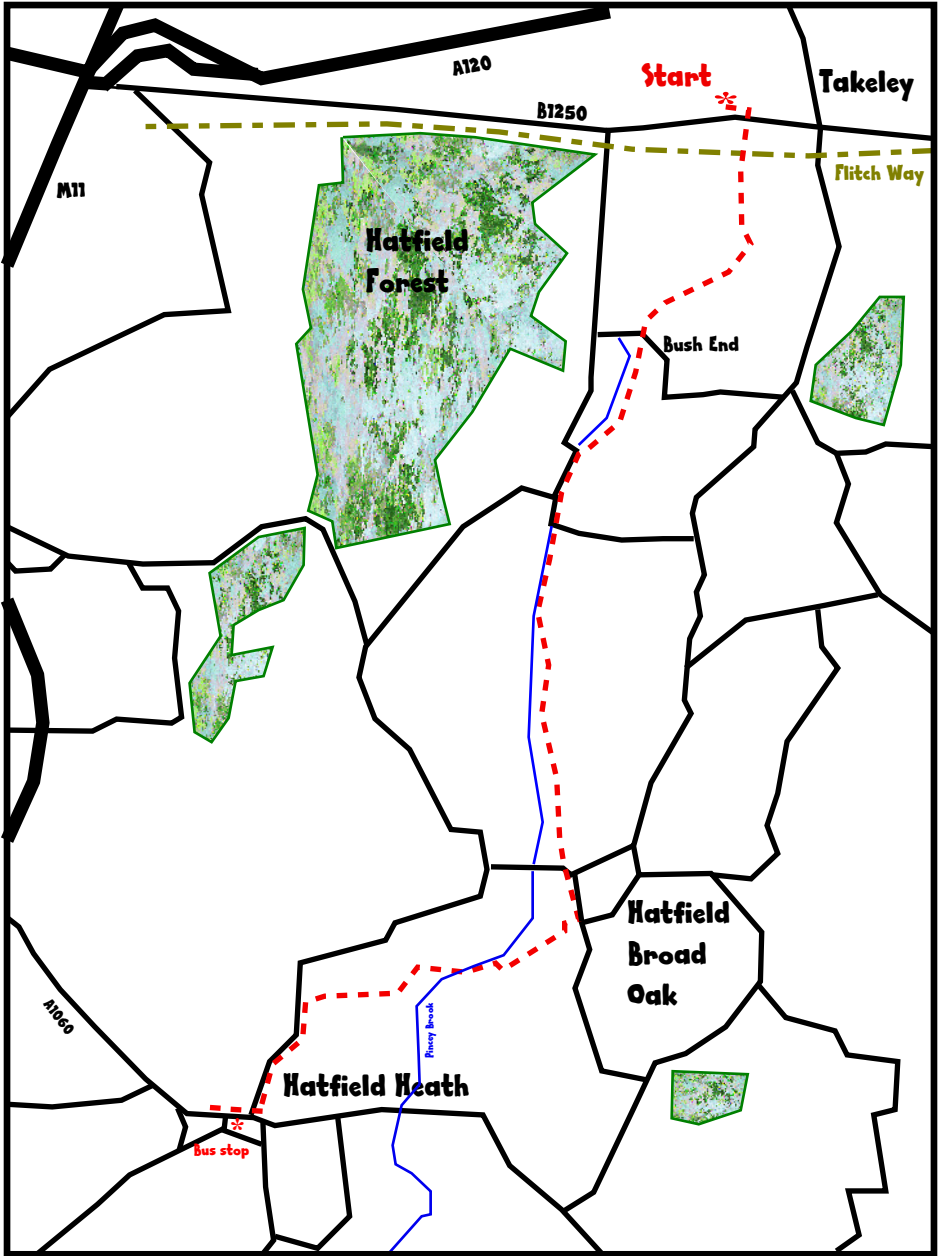 A120
Start
Takeley
B1250
Flitch Way
M11
Hatfield
Forest
Bush End
Hatfield
Broad
Oak
A1060
Pincey Brook
Hatfield Heath
Bus stop